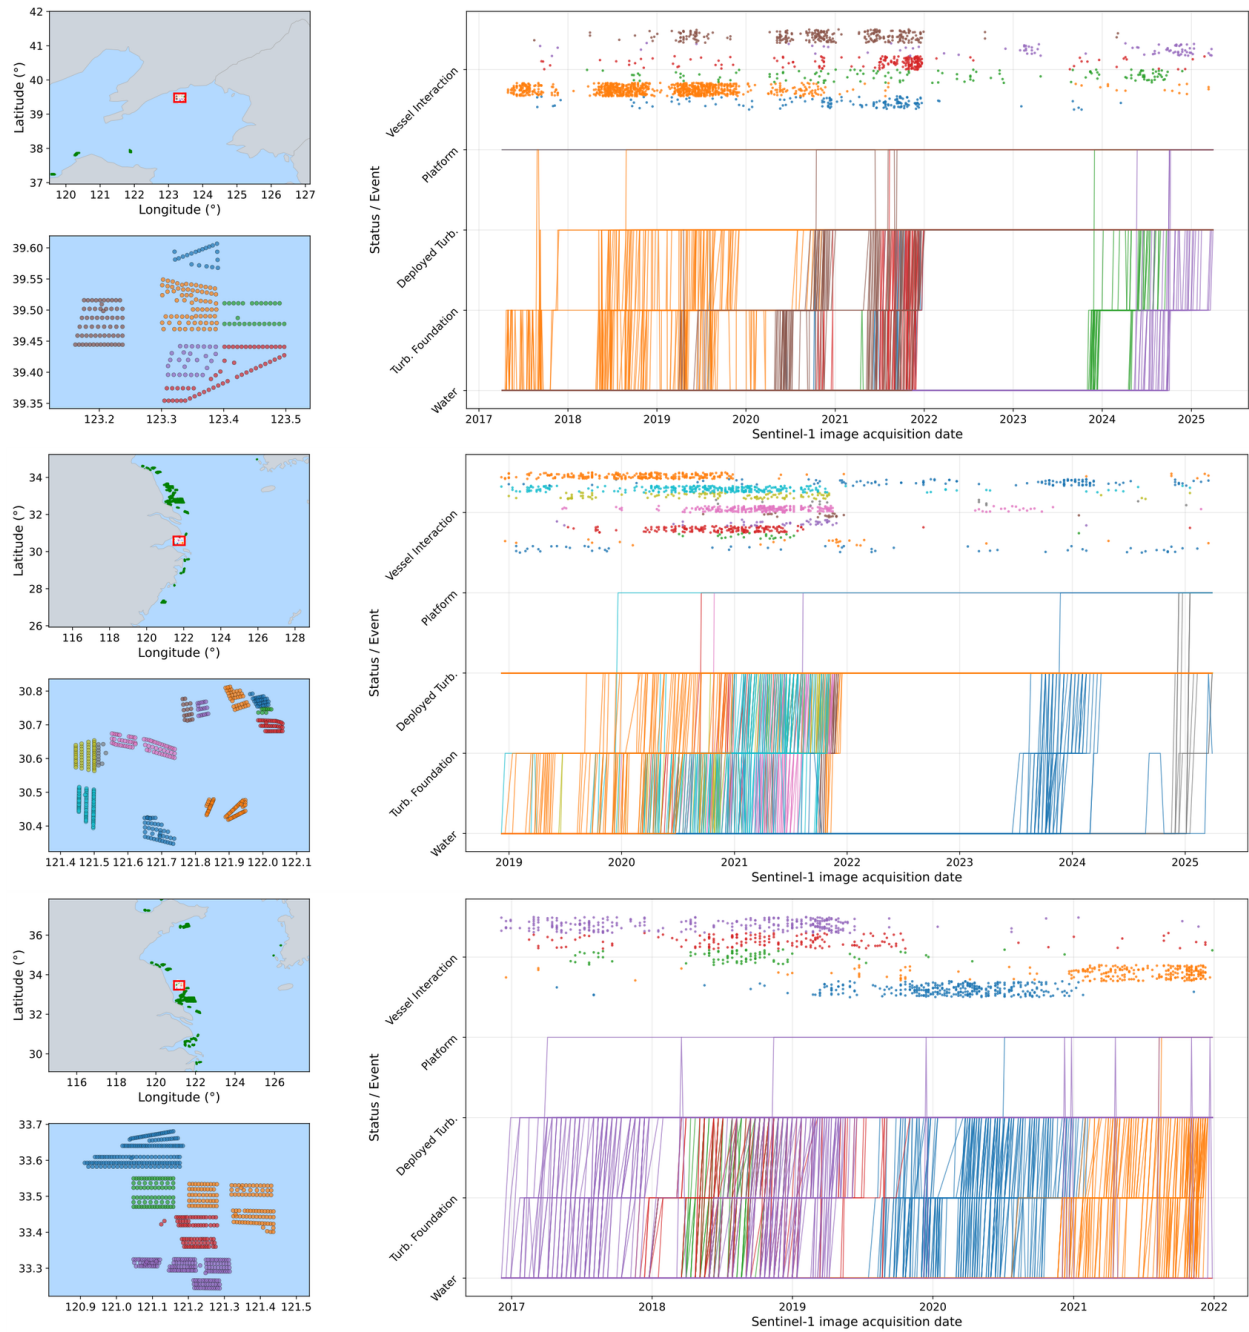 42
41
40
39
38
37
Latitude (°)
120 121 122 123 124 125 126 127
Longitude (°)
39.60
39.55
39.50
39.45
39.40
39.35
123.2 123.3 123.4 123.5
Vessel Interaction
Platform
Deployed Turb.
Turb. Foundation
Water
Status / Event
2017 2018 2019 2020 2021 2022 2023 2024 2025
Sentinel-1 image acquisition date
34
32
30
28
26
Latitude (°)
116 118 120 122 124 126 128
Longitude (°)
30.8
30.7
30.6
30.5
30.4
121.4 121.5 121.6 121.7 121.8 121.9 122.0 122.1
Vessel Interaction
Platform
Deployed Turb.
Turb. Foundation
Water
Status / Event
2019 2020 2021 2022 2023 2024 2025
Sentinel-1 image acquisition date
36
34
32
30
Latitude (°)
116 118 120 122 124 126
Longitude (°)
33.7
33.6
33.5
33.4
33.3
120.9 121.0 121.1 121.2 121.3 121.4 121.5
Vessel Interaction
Platform
Deployed Turb.
Turb. Foundation
Water
Status / Event
2017 2018 2019 2020 2021 2022
Sentinel-1 image acquisition date